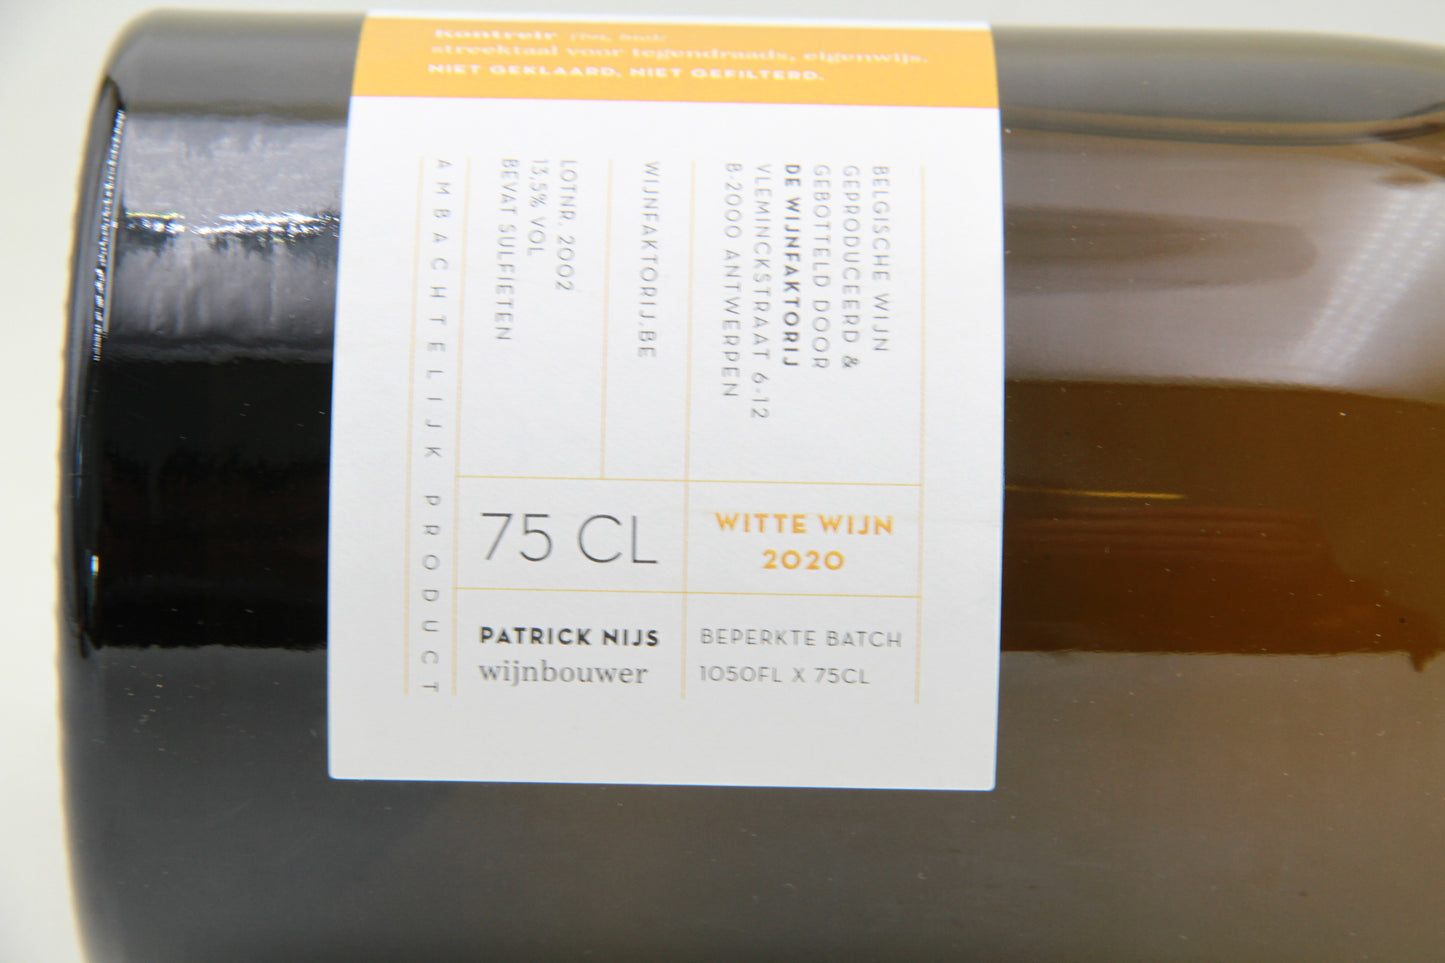 Kontreir
streektaal voor tegendraads, eigenwijs.
NIET GEKLAARD, NIET GEFILTERD.
BELGISCHE WIJN
GEPRODUCEERD &
GEBOTTELD DOOR
DE WIJNFAKTORIJ
VLEMINCKSTRAAT 6-12
B-2000 ANTWERPEN
WIJNFAKTORIJ.BE
LOTNR. 2002
13,5% VOL
BEVAT SULFIETEN
AMBACHTELIJK PRODUCT
75 CL
WITTE WIJN
2020
PATRICK NIJS
wijnbouwer
BEPERKTE BATCH
1050FL X 75CL